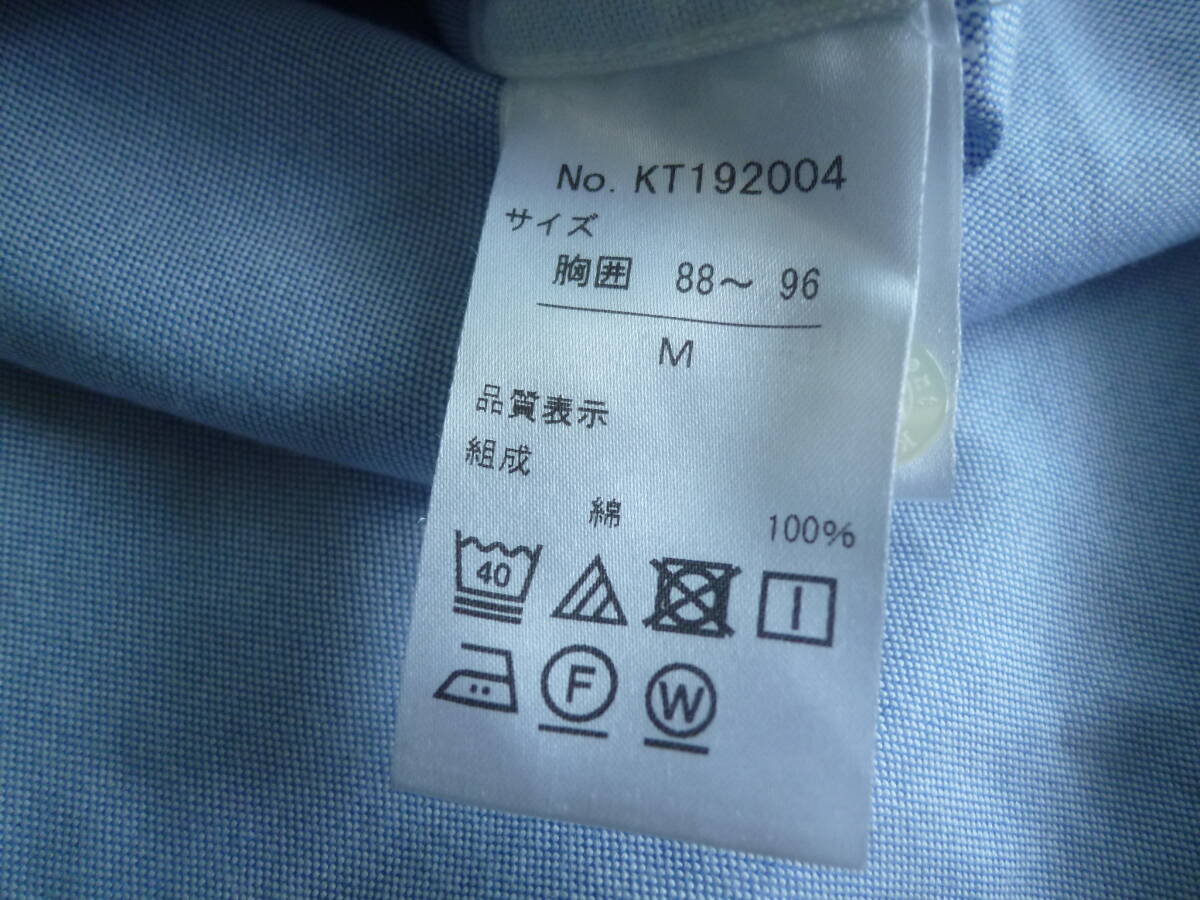 No. KT192004
サイズ
胸囲 88～ 96
M
品質表示
組成
綿 100%
40
F
W